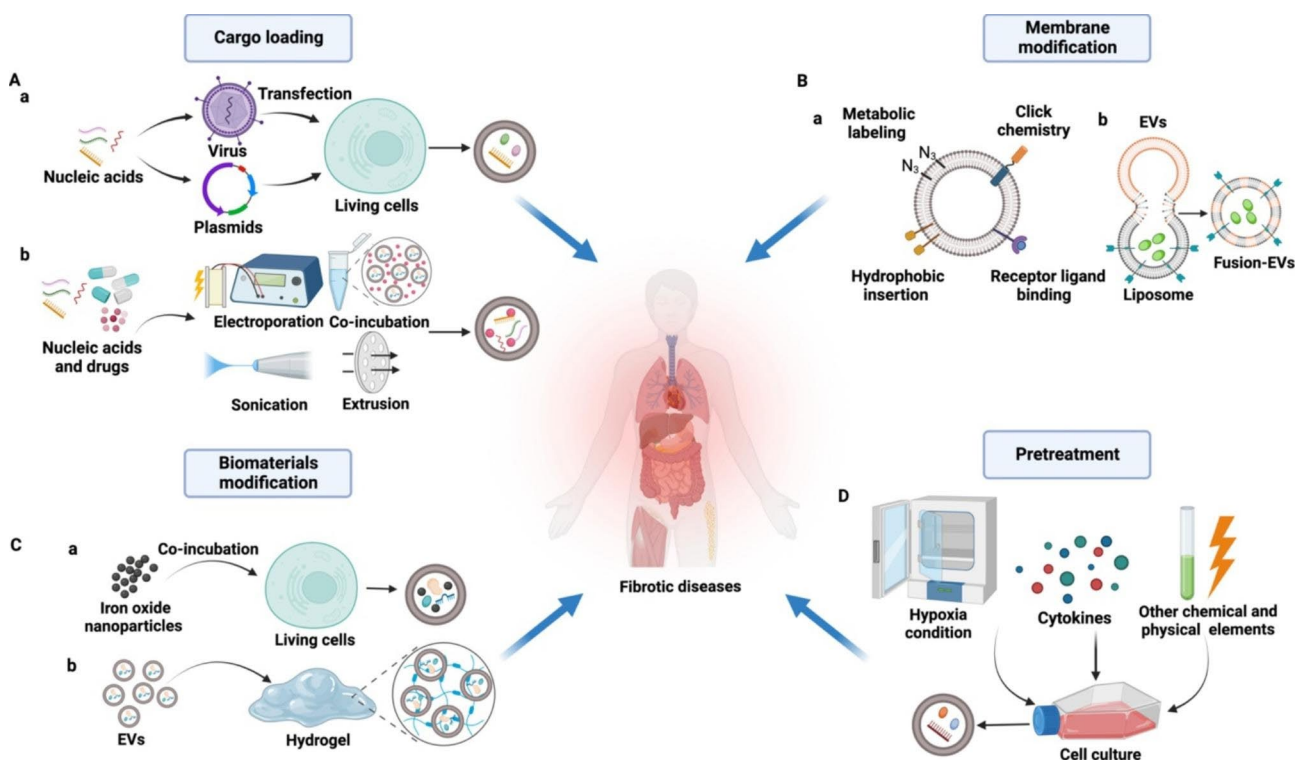 Cargo loading
A
a
Nucleic acids
Virus
Transfection
Plasmids
Living cells
b
Nucleic acids
and drugs
Electroporation
Co-incubation
Sonication
Extrusion
Membrane
modification
B
a
Metabolic
labeling
Click
chemistry
N3
N3
Hydrophobic
insertion
Receptor ligand
binding
b
EVs
Liposome
Fusion-EVs
Fibrotic diseases
Biomaterials
modification
C
a
Co-incubation
Iron oxide
nanoparticles
Living cells
b
EVs
Hydrogel
Pretreatment
D
Hypoxia
condition
Cytokines
Other chemical and
physical elements
Cell culture